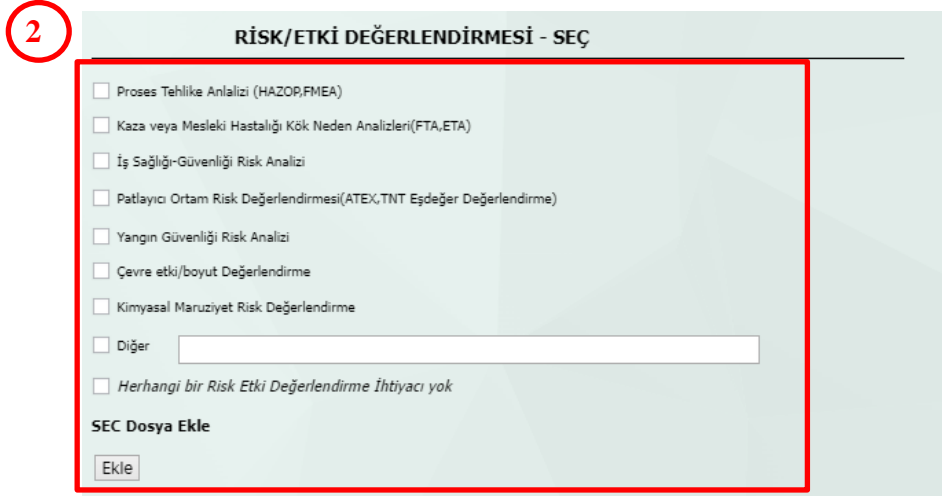 2
RİSK/ETKİ DEĞERLENDİRMESİ - SEÇ
Proses Tehlike Anlalizi (HAZOP,FMEA)
Kaza veya Mesleki Hastalığı Kök Neden Analizleri(FTA,ETA)
İş Sağlığı-Güvenliği Risk Analizi
Patlayıcı Ortam Risk Değerlendirmesi(ATEX,TNT Eşdeğer Değerlendirme)
Yangın Güvenliği Risk Analizi
Çevre etki/boyut Değerlendirme
Kimyasal Maruziyet Risk Değerlendirme
Diğer
Herhangi bir Risk Etki Değerlendirme İhtiyacı yok
SEC Dosya Ekle
Ekle